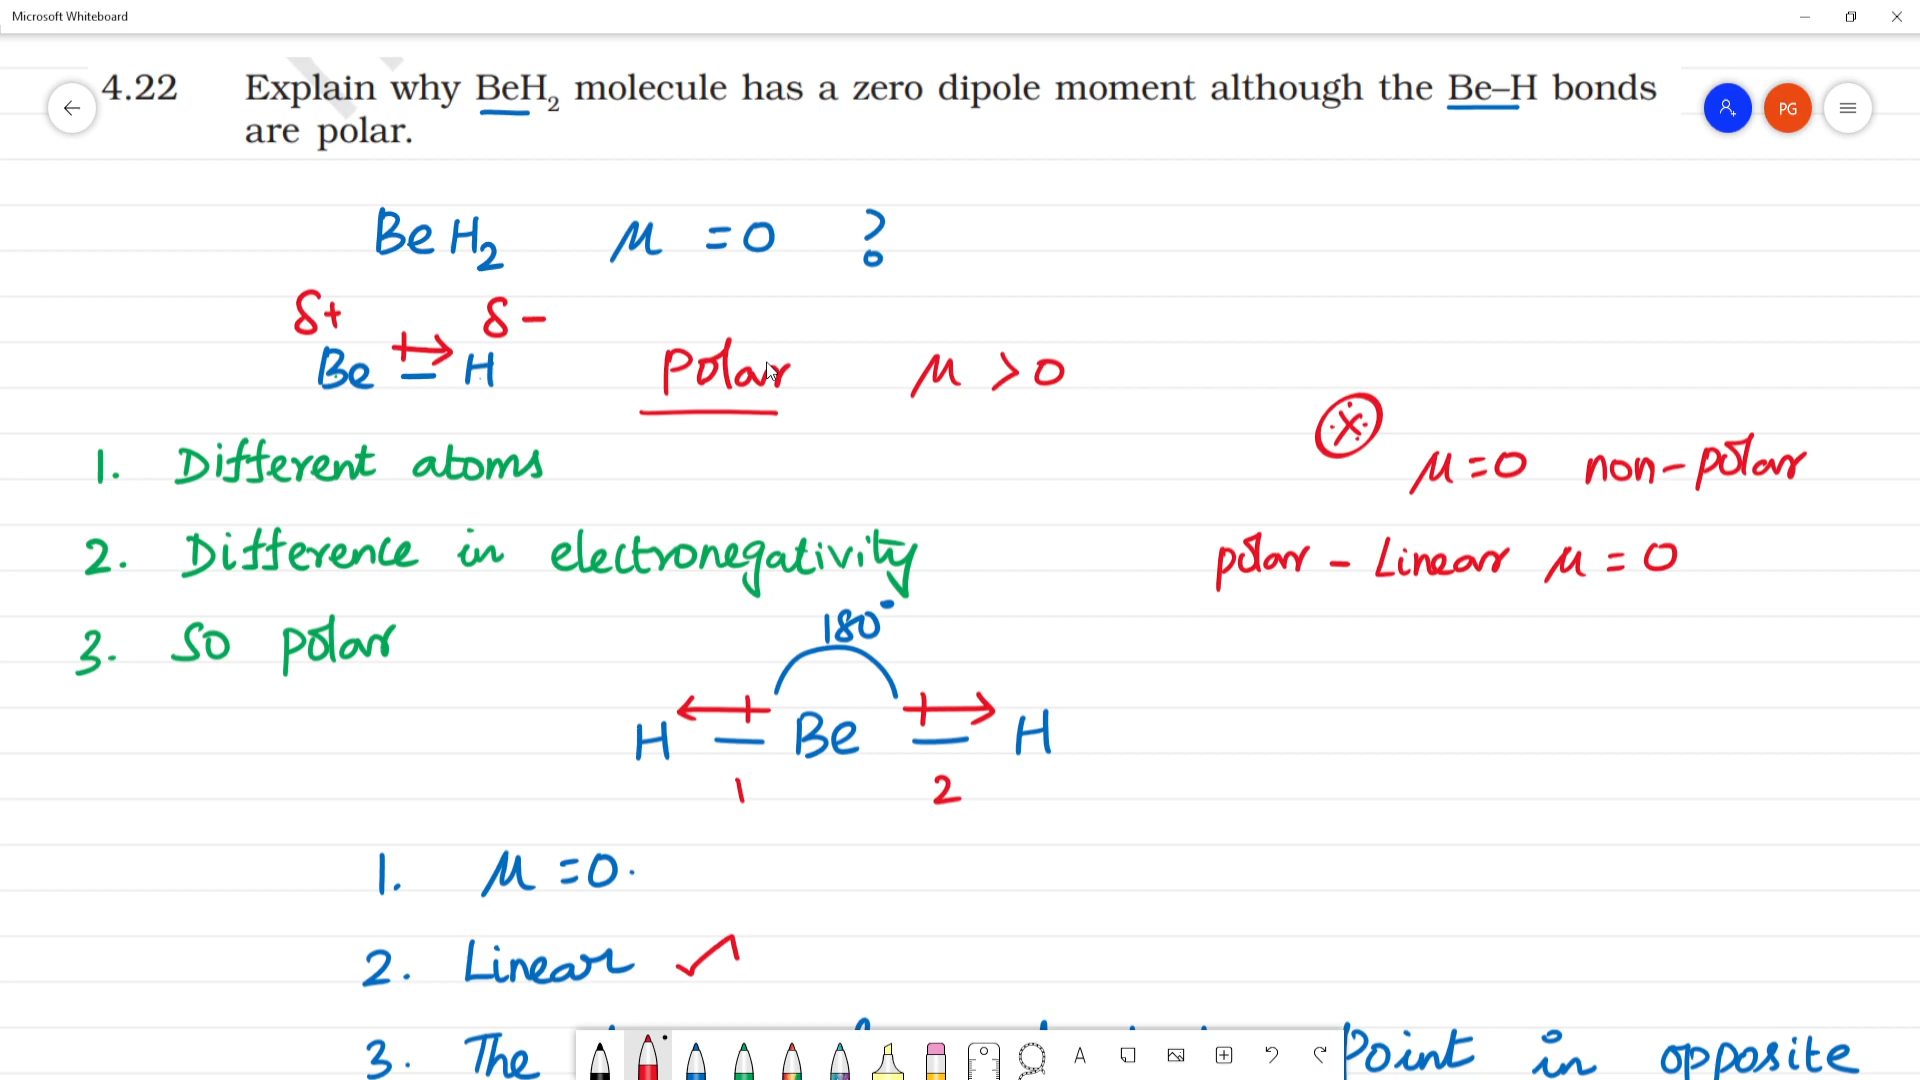 Microsoft Whiteboard
4.22 Explain why BeH₂ molecule has a zero dipole moment although the Be–H bonds
are polar.
PG
BeH₂ μ =0 ?
δ+ δ-
Be - H Polar μ > 0
1. Different atoms
μ=0 non-polar
2. Difference in electronegativity
polar - Linear μ = 0
3. So polar
180°
H - Be - H
1 2
1. μ =0.
2. Linear ✓
3. The Point in opposite
A